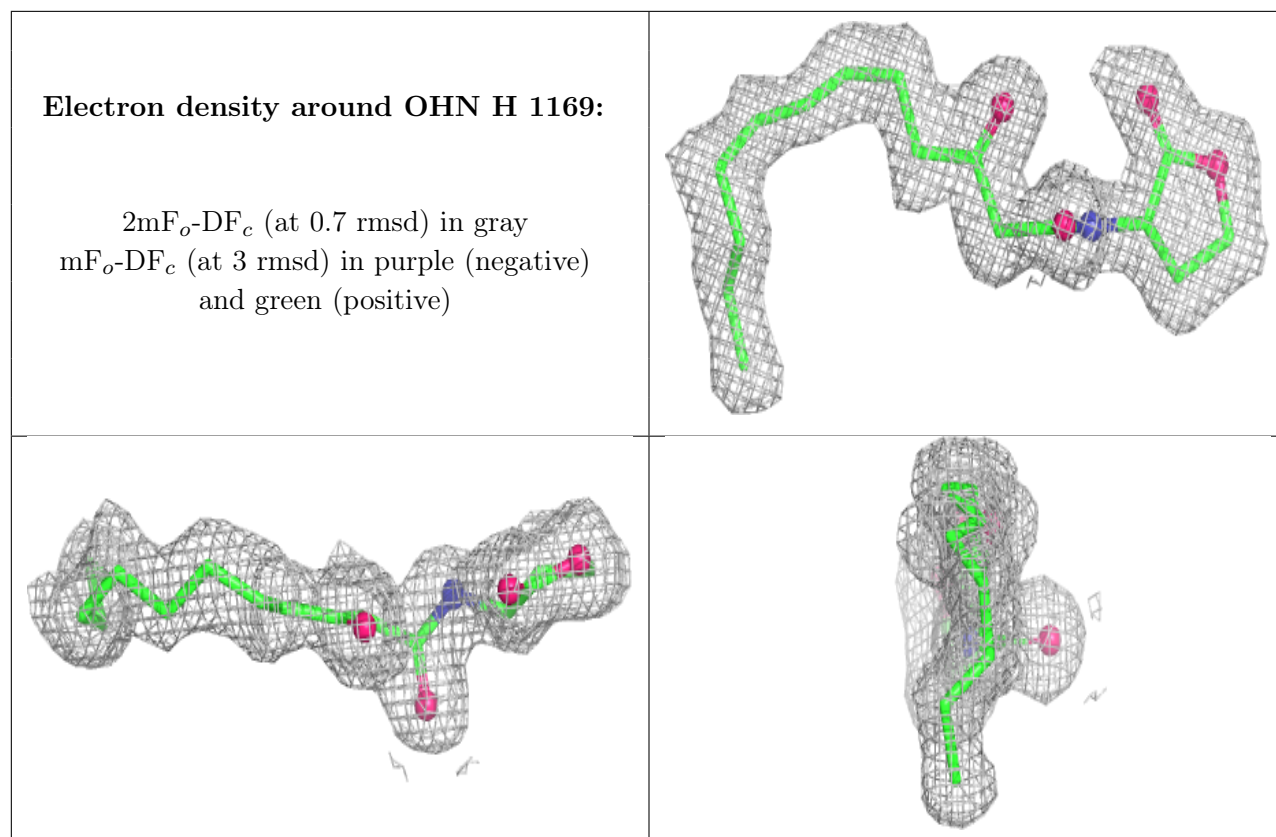 Electron density around OHN H 1169:
2mFₒ-DF𝒸 (at 0.7 rmsd) in gray
mFₒ-DF𝒸 (at 3 rmsd) in purple (negative)
and green (positive)